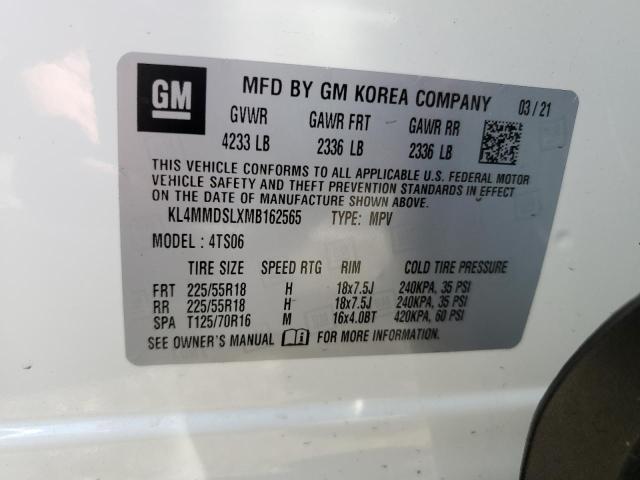 GM MFD BY GM KOREA COMPANY 03 / 21
GVWR GAWR FRT GAWR RR
4233 LB 2336 LB 2336 LB
THIS VEHICLE CONFORMS TO ALL APPLICABLE U.S. FEDERAL MOTOR
VEHICLE SAFETY AND THEFT PREVENTION STANDARDS IN EFFECT
ON THE DATE OF MANUFACTURE SHOWN ABOVE.
KL4MMDSLXMB162565 TYPE: MPV
MODEL : 4TS06
TIRE SIZE SPEED RTG RIM COLD TIRE PRESSURE
FRT 225/55R18 H 18x7.5J 240KPA, 35 PSI
RR 225/55R18 H 18x7.5J 240KPA, 35 PSI
SPA T125/70R16 M 16x4.0BT 420KPA, 60 PSI
SEE OWNER'S MANUAL FOR MORE INFORMATION.